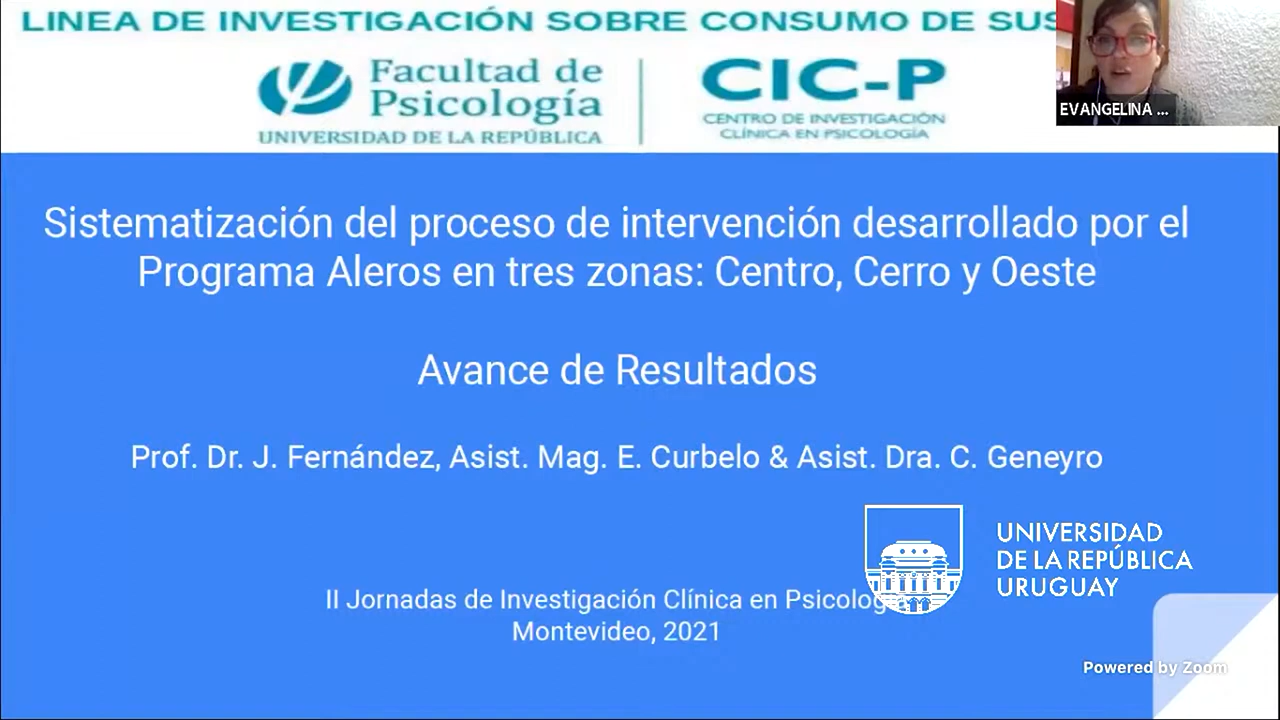 LINEA DE INVESTIGACIÓN SOBRE CONSUMO DE SUS
Facultad de
Psicología
UNIVERSIDAD DE LA REPÚBLICA
CIC-P
CENTRO DE INVESTIGACIÓN
CLÍNICA EN PSICOLOGÍA
EVANGELINA ...
Sistematización del proceso de intervención desarrollado por el
Programa Aleros en tres zonas: Centro, Cerro y Oeste
Avance de Resultados
Prof. Dr. J. Fernández, Asist. Mag. E. Curbelo & Asist. Dra. C. Geneyro
UNIVERSIDAD
DE LA REPÚBLICA
URUGUAY
II Jornadas de Investigación Clínica en Psicología
Montevideo, 2021
Powered by Zoom